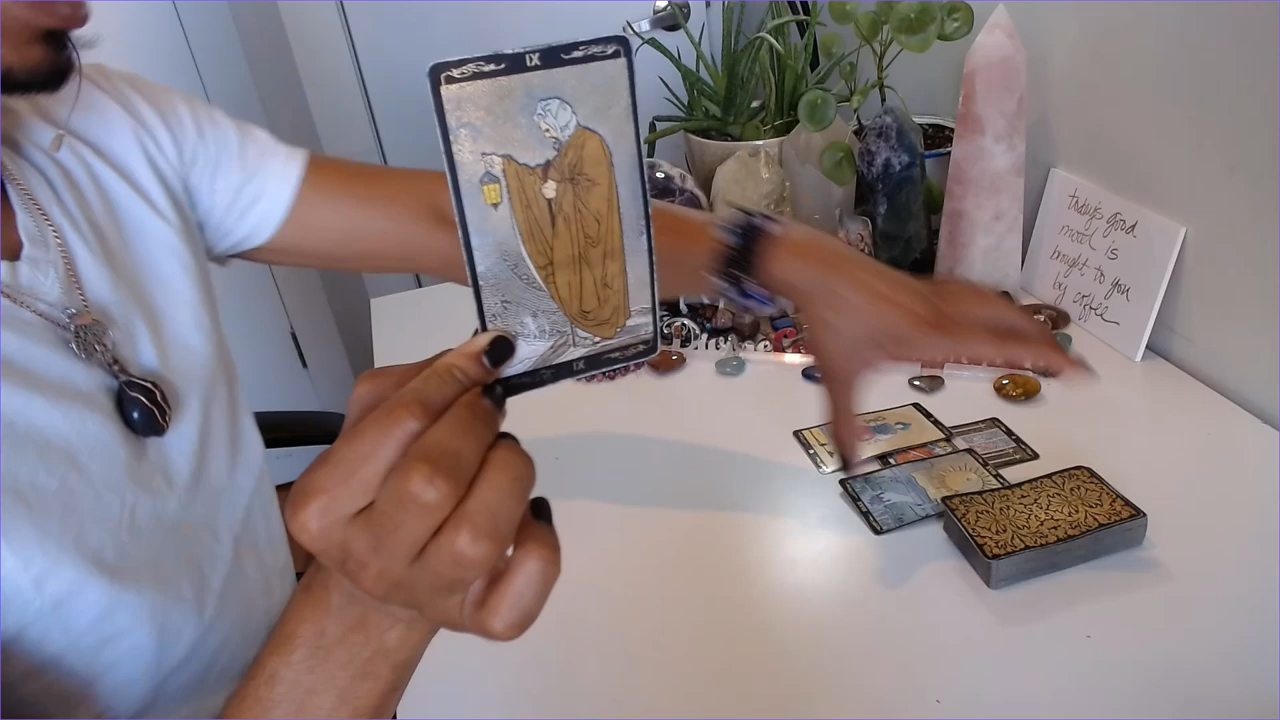 IX
IX
today's good
mood is
brought to you
by coffee